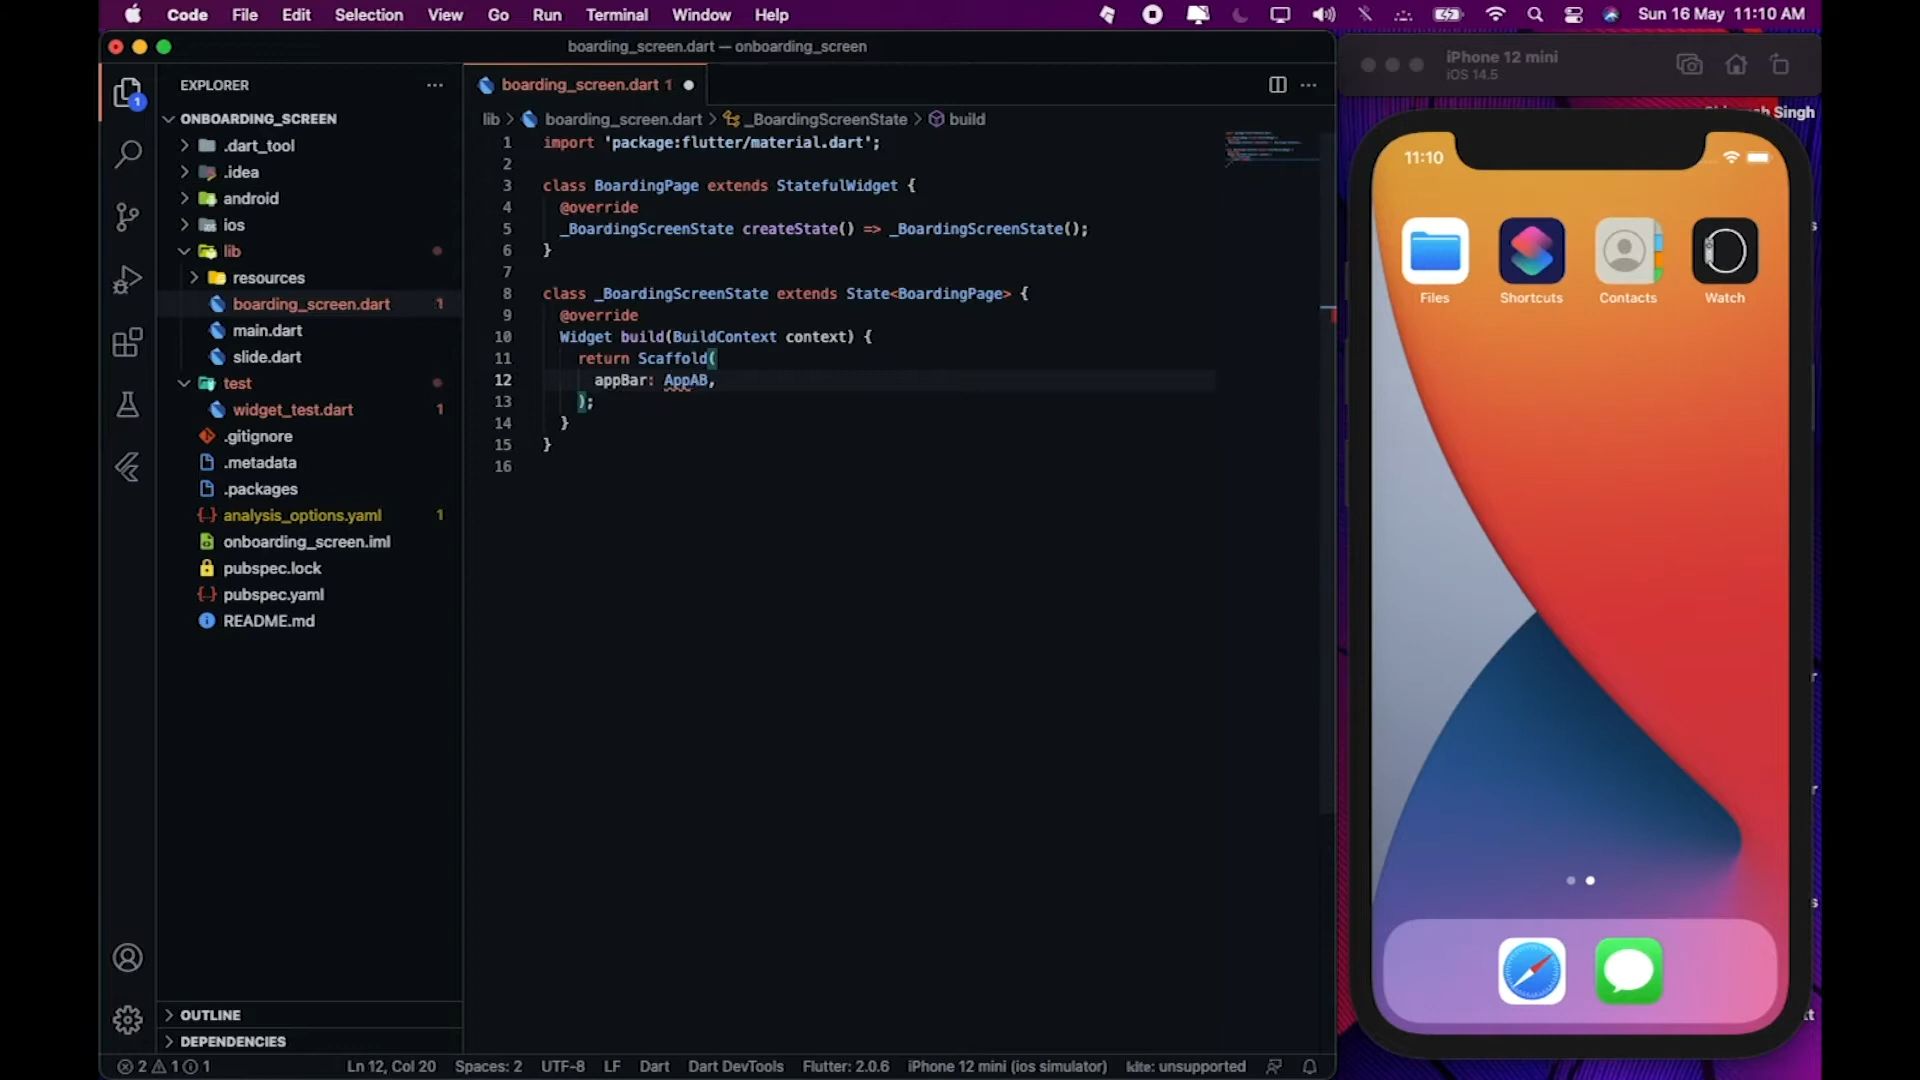 Code File Edit Selection View Go Run Terminal Window Help
Sun 16 May 11:10 AM
boarding_screen.dart — onboarding_screen
EXPLORER
ONBOARDING_SCREEN
.dart_tool
.idea
android
ios
lib
resources
boarding_screen.dart 1
main.dart
slide.dart
test
widget_test.dart 1
.gitignore
.metadata
.packages
analysis_options.yaml 1
onboarding_screen.iml
pubspec.lock
pubspec.yaml
README.md
OUTLINE
DEPENDENCIES
1
boarding_screen.dart 1
lib > boarding_screen.dart > _BoardingScreenState > build
1 import 'package:flutter/material.dart';
2
3 class BoardingPage extends StatefulWidget {
4 @override
5 _BoardingScreenState createState() => _BoardingScreenState();
6 }
7
8 class _BoardingScreenState extends State<BoardingPage> {
9 @override
10 Widget build(BuildContext context) {
11 return Scaffold(
12 appBar: AppAB,
13 );
14 }
15 }
16
2 1 1 Ln 12, Col 20 Spaces: 2 UTF-8 LF Dart Dart DevTools Flutter: 2.0.6 iPhone 12 mini (ios simulator) kite: unsupported
iPhone 12 mini
iOS 14.5
Singh
11:10
Files Shortcuts Contacts Watch